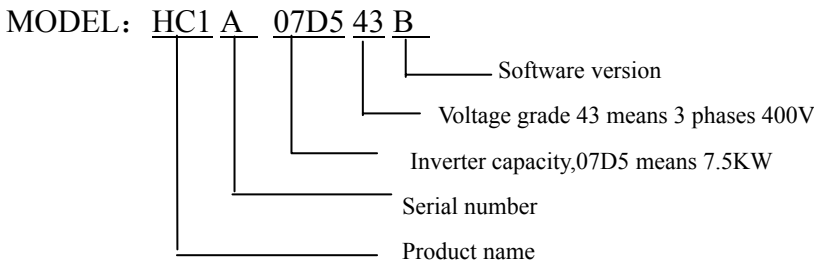 MODEL：HC1 A 07D5 43 B
Software version
Voltage grade 43 means 3 phases 400V
Inverter capacity,07D5 means 7.5KW
Serial number
Product name